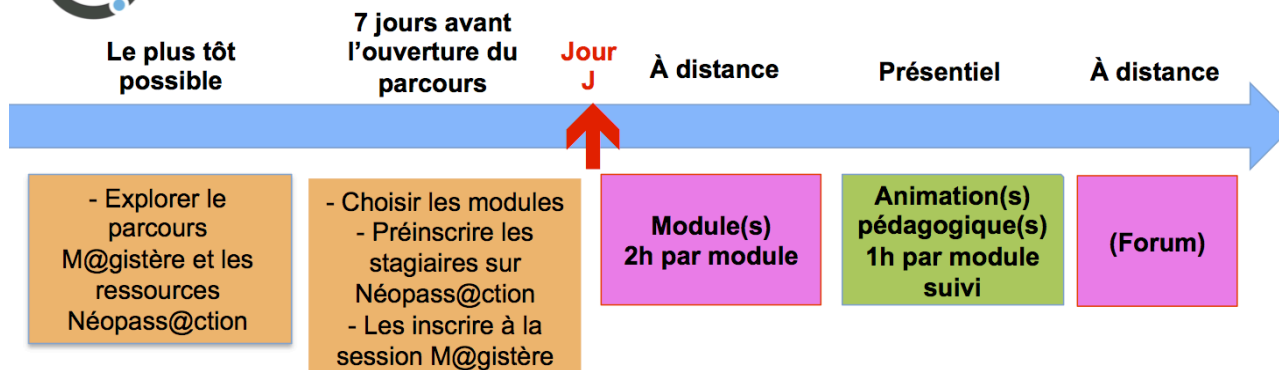 Le plus tôt
possible
7 jours avant
l'ouverture du
parcours
Jour
J
À distance
Présentiel
À distance
- Explorer le
parcours
M@gistère et les
ressources
Néopass@ction
- Choisir les modules
- Préinscrire les
stagiaires sur
Néopass@ction
- Les inscrire à la
session M@gistère
Module(s)
2h par module
Animation(s)
pédagogique(s)
1h par module
suivi
(Forum)